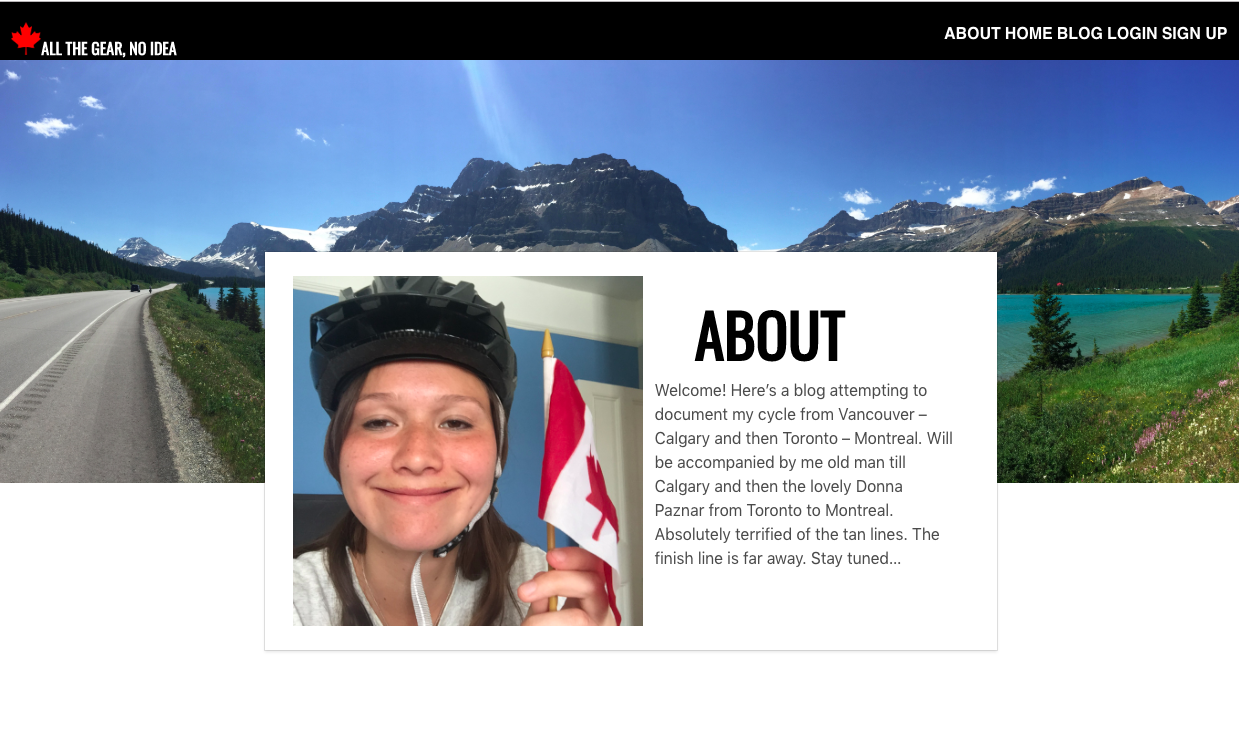 ALL THE GEAR, NO IDEA
ABOUT HOME BLOG LOGIN SIGN UP
ABOUT
Welcome! Here’s a blog attempting to
document my cycle from Vancouver –
Calgary and then Toronto – Montreal. Will
be accompanied by me old man till
Calgary and then the lovely Donna
Paznar from Toronto to Montreal.
Absolutely terrified of the tan lines. The
finish line is far away. Stay tuned...